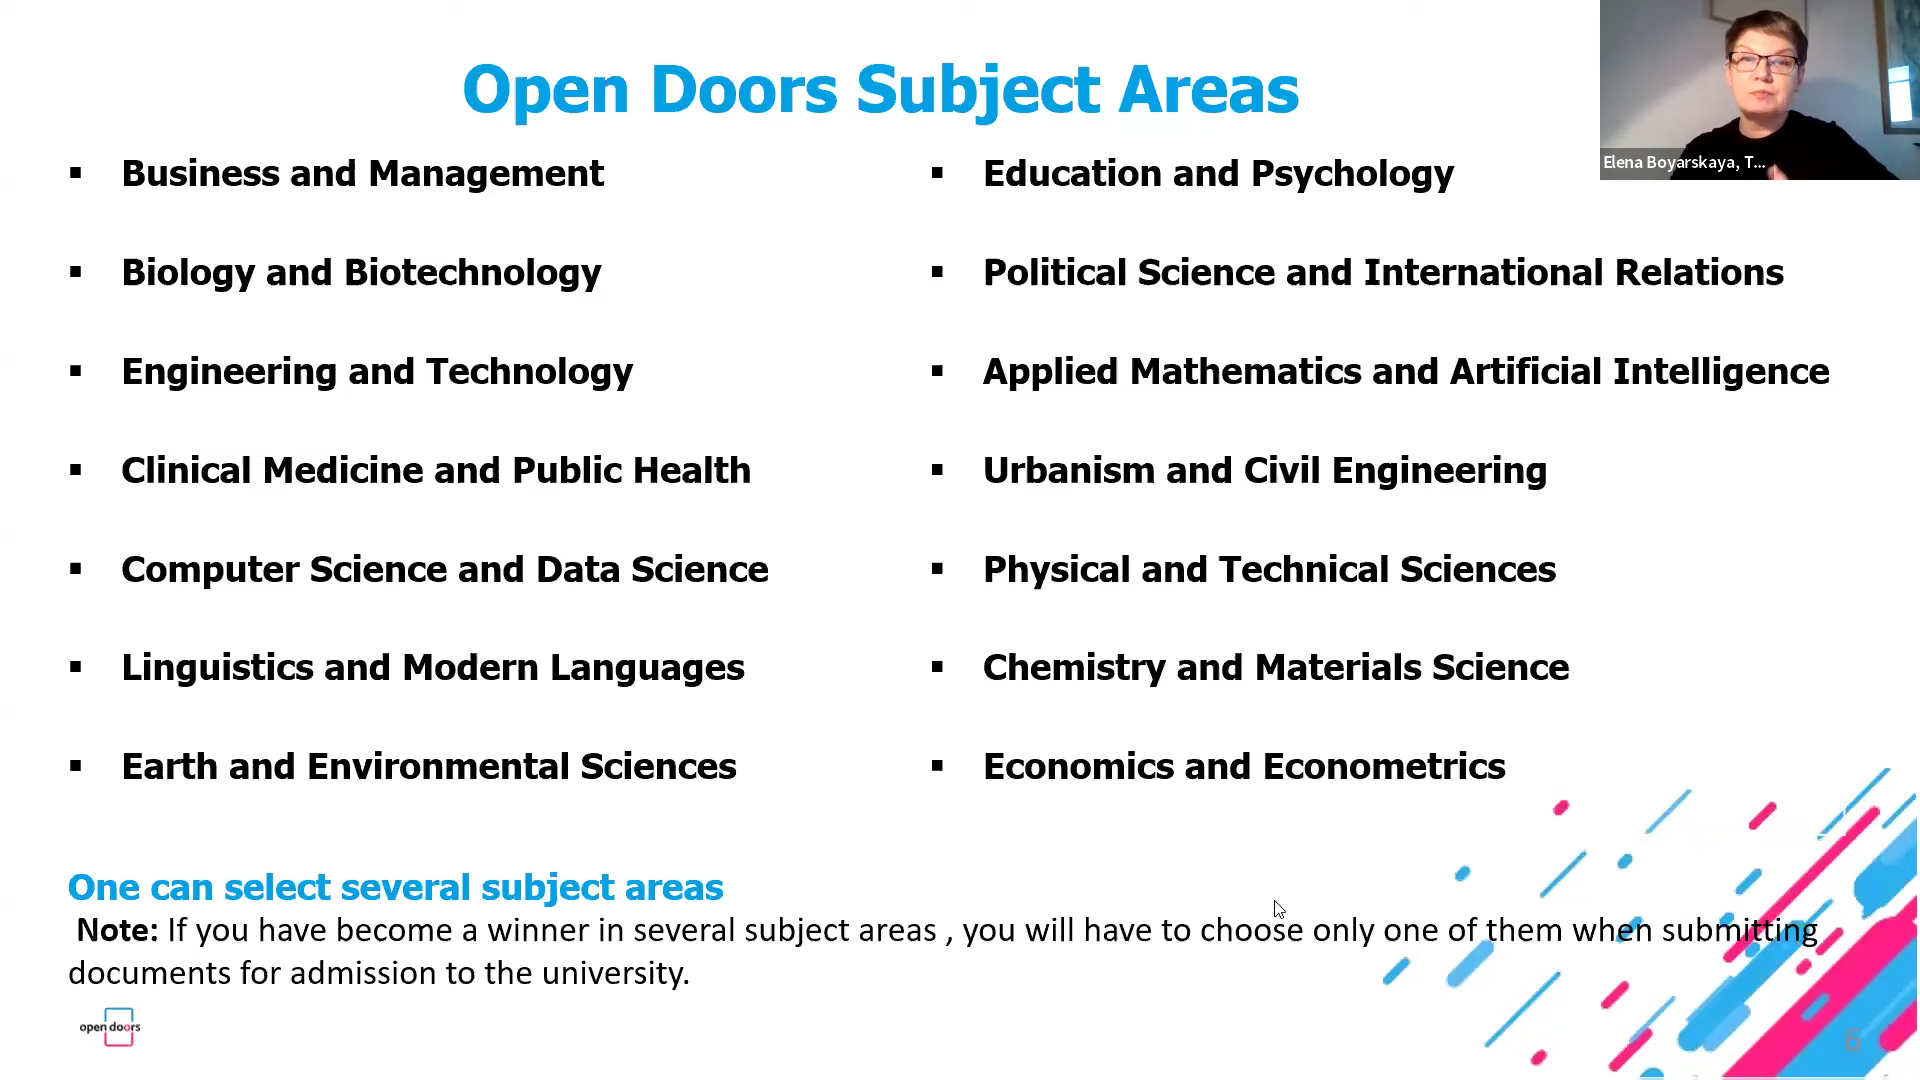 Open Doors Subject Areas
Business and Management
Biology and Biotechnology
Engineering and Technology
Clinical Medicine and Public Health
Computer Science and Data Science
Linguistics and Modern Languages
Earth and Environmental Sciences
Education and Psychology
Political Science and International Relations
Applied Mathematics and Artificial Intelligence
Urbanism and Civil Engineering
Physical and Technical Sciences
Chemistry and Materials Science
Economics and Econometrics
One can select several subject areas
Note: If you have become a winner in several subject areas , you will have to choose only one of them when submitting
documents for admission to the university.
open doors
6
Elena Boyarskaya, T...